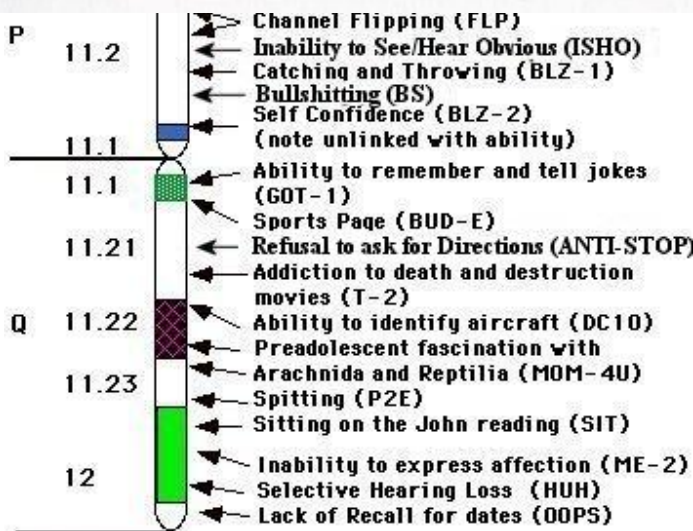 P
11.2
11.1
11.1
11.21
Q
11.22
11.23
12
Channel Flipping (FLP)
Inability to See/Hear Obvious (ISHO)
Catching and Throwing (BLZ-1)
Bullshitting (BS)
Self Confidence (BLZ-2)
(note unlinked with ability)
Ability to remember and tell jokes
(GOT-1)
Sports Page (BUD-E)
Refusal to ask for Directions (ANTI-STOP)
Addiction to death and destruction
movies (T-2)
Ability to identify aircraft (DC10)
Preadolescent fascination with
Arachnida and Reptilia (MOM-4U)
Spitting (P2E)
Sitting on the John reading (SIT)
Inability to express affection (ME-2)
Selective Hearing Loss (HUH)
Lack of Recall for dates (OOPS)